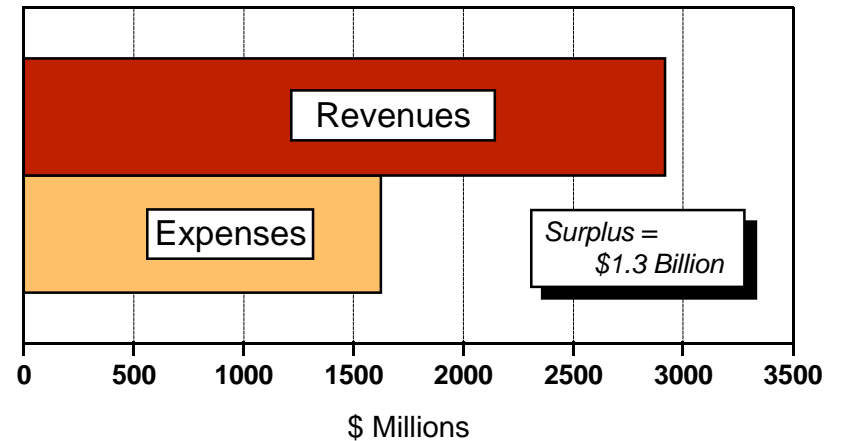 Revenues
Expenses
Surplus =
$1.3 Billion
0 500 1000 1500 2000 2500 3000 3500
$ Millions